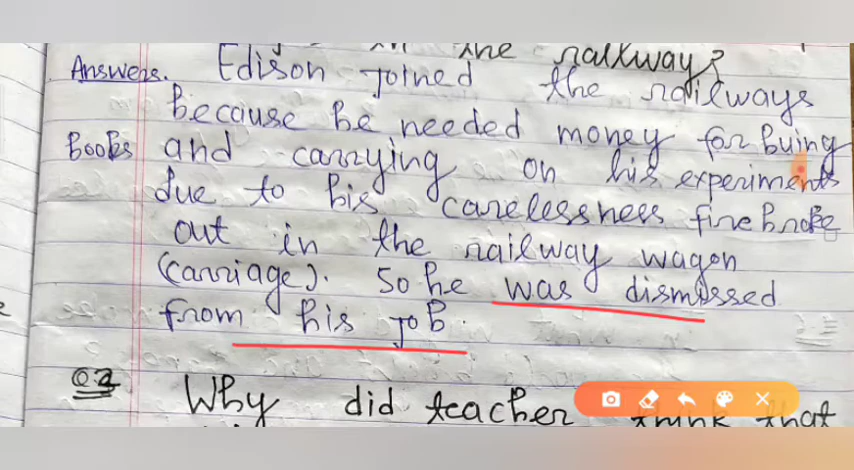 in the railway?
Answers. Edison joined the railways
because he needed money for buing
Books and carrying on his experiments
due to his carelessness fire broke
out in the railway wagon
(carriage). So he was dismissed
from his job.
Q.2 Why did teacher think that